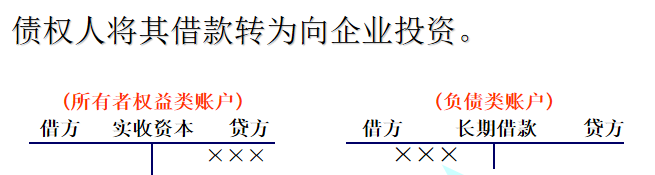 债权人将其借款转为向企业投资。
（所有者权益类账户） （负债类账户）
借方 实收资本 贷方 借方 长期借款 贷方
××× ×××